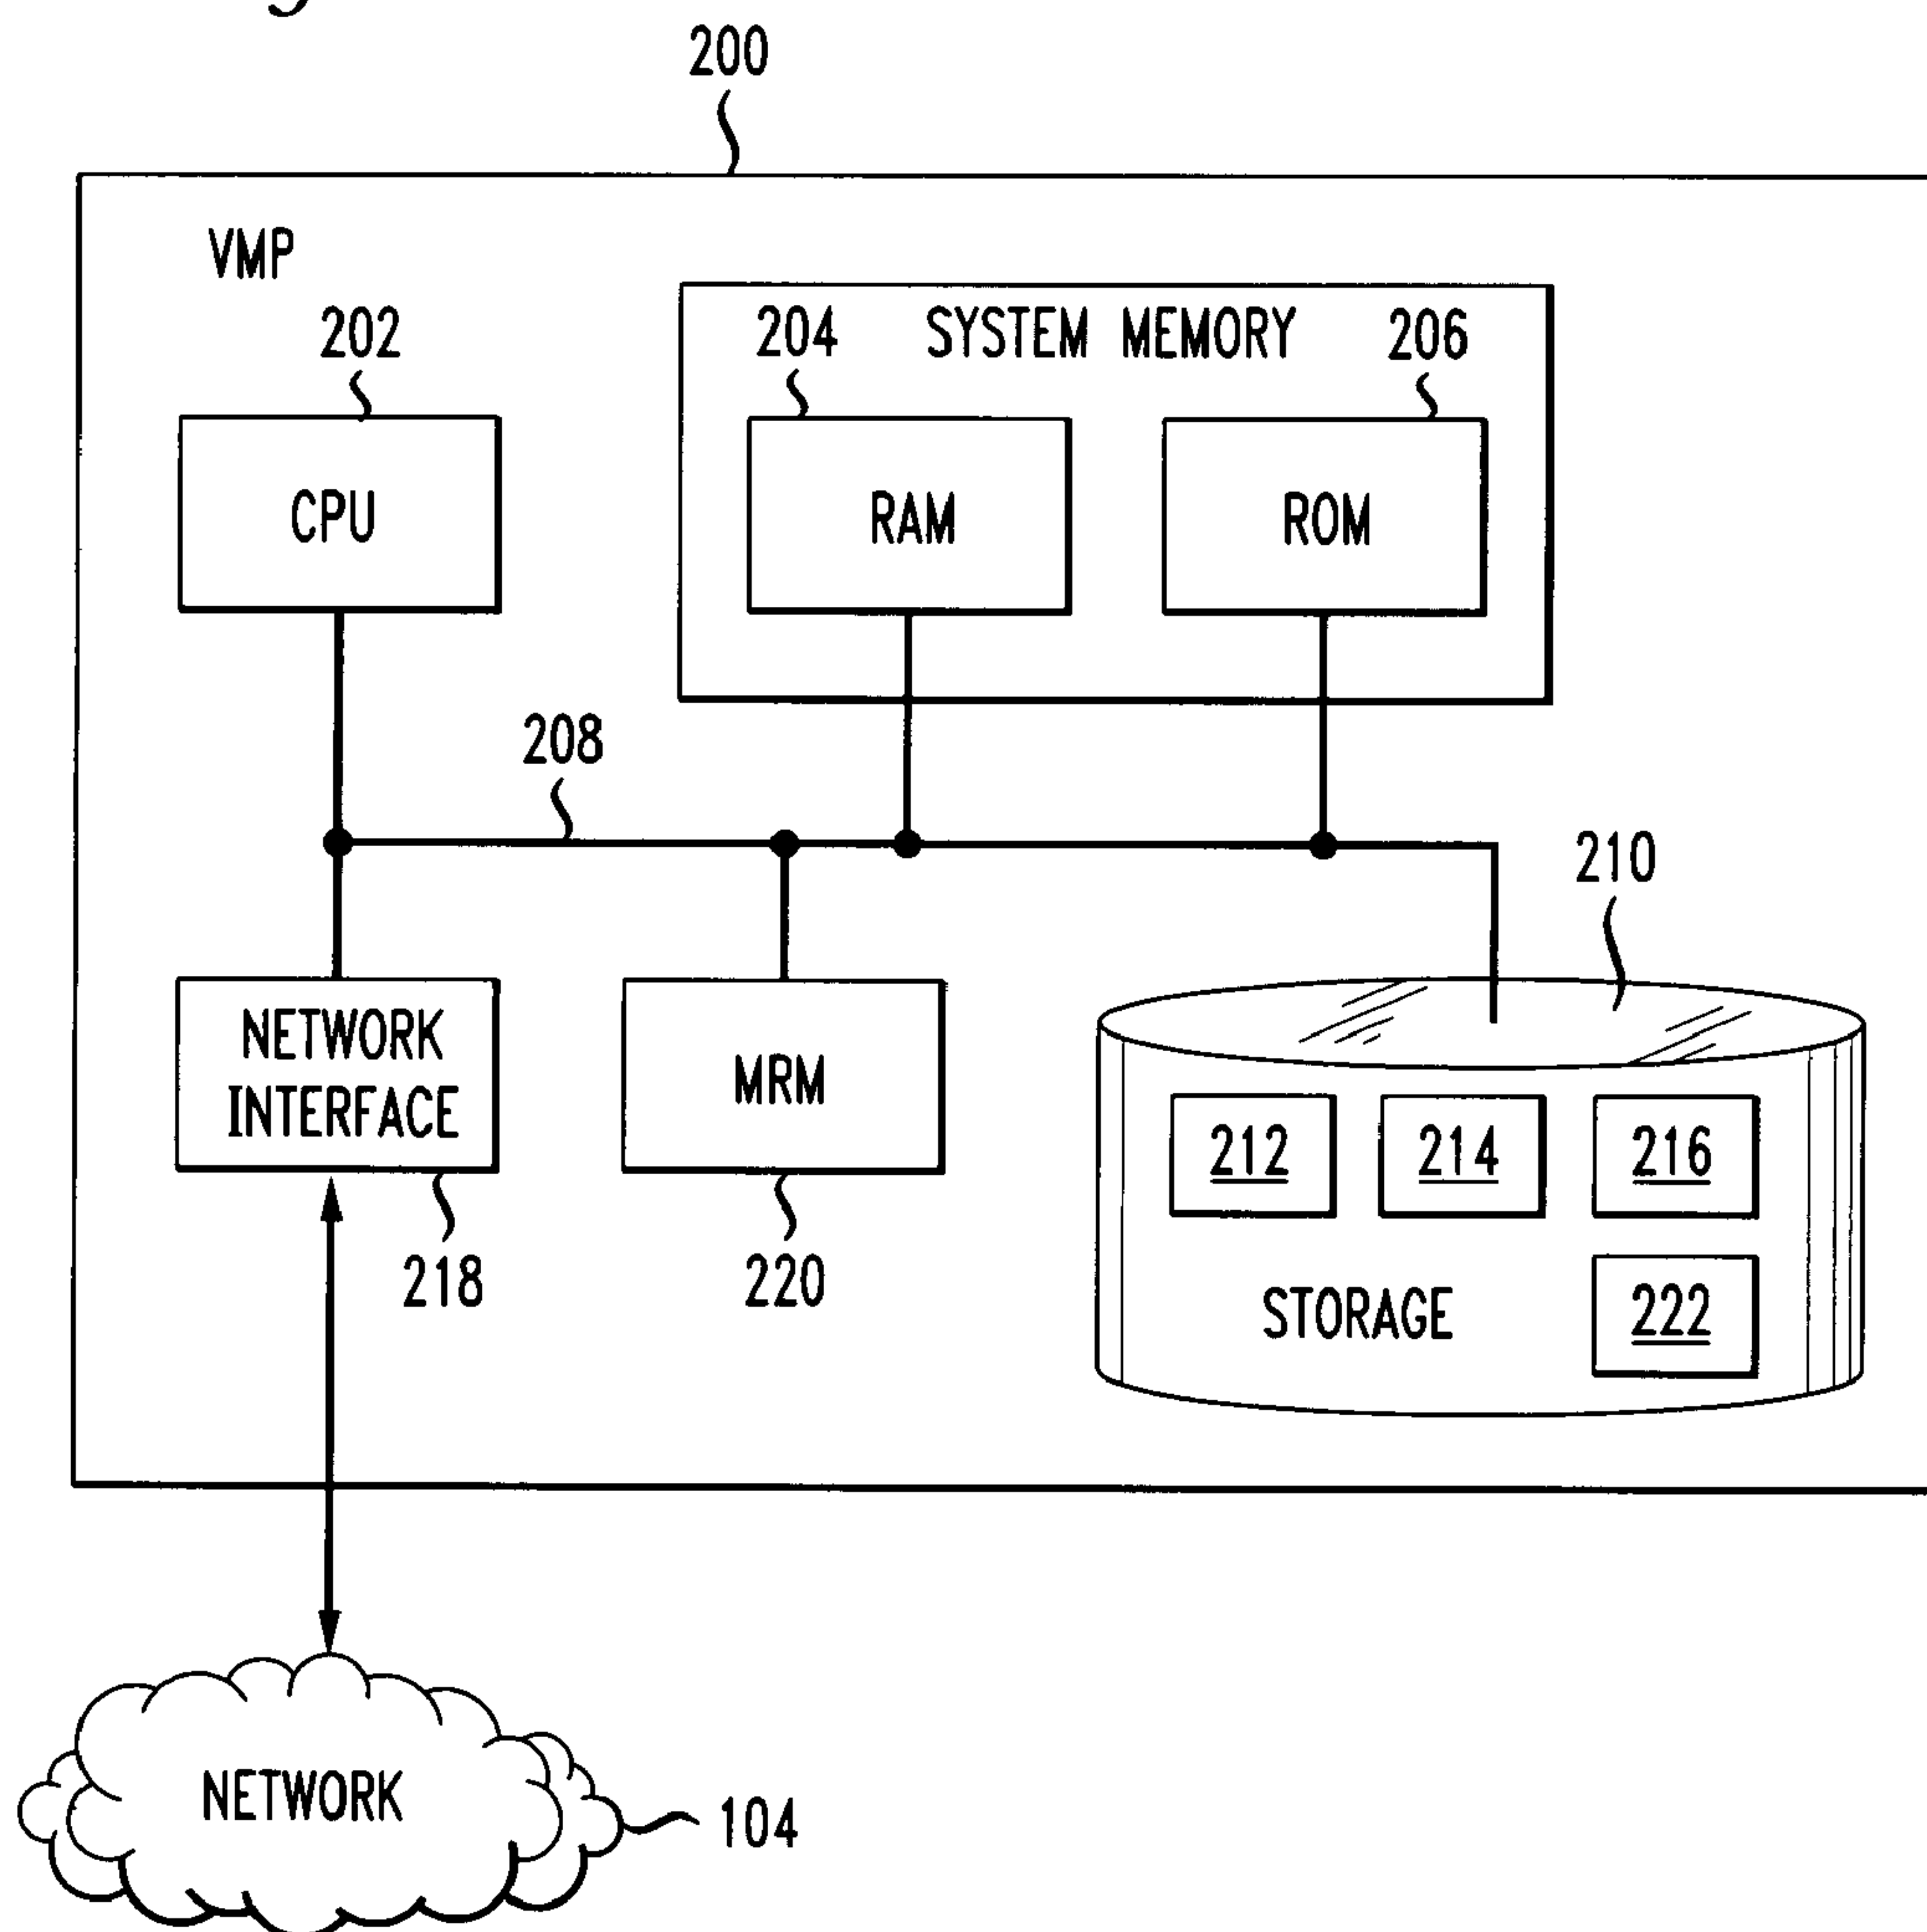 200
VMP
202
204
SYSTEM MEMORY
206
CPU
RAM
ROM
208
210
NETWORK
INTERFACE
MRM
212
214
216
218
220
STORAGE
222
NETWORK
104